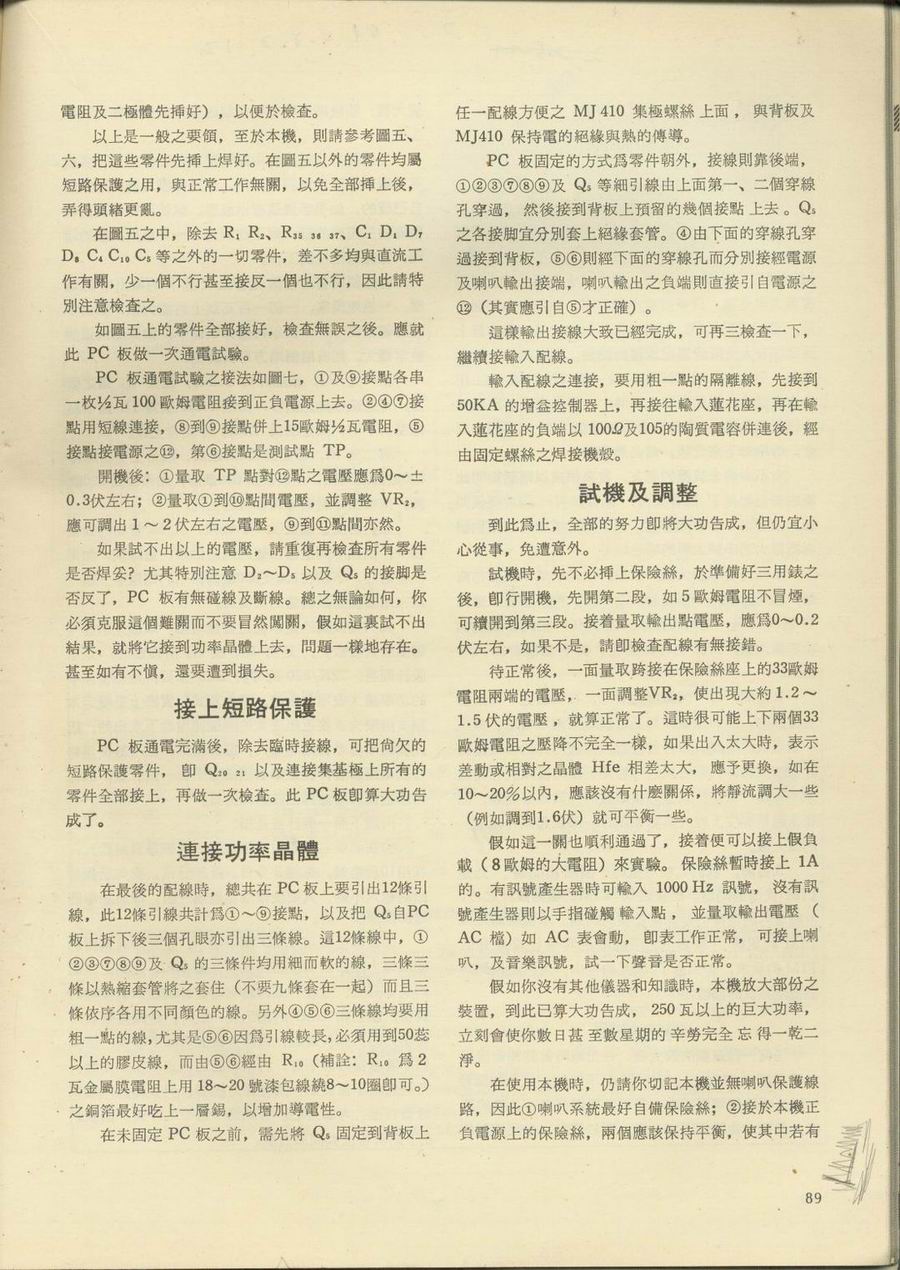 電阻及二極體先揷好），以便於檢查。
以上是一般之要領，至於本機，則請參考圖五、
六，把這些零件先揷上焊好。在圖五以外的零件均屬
短路保護之用，與正常工作無關，以免全部揷上後，
弄得頭緒更亂。
在圖五之中，除去 R₁ R₂、R₃₅ ₃₆ ₃₇、C₁ D₁ D₇
D₈ C₄ C₁₀ C₅ 等之外的一切零件，差不多均與直流工
作有關，少一個不行甚至接反一個也不行，因此請特
別注意檢查之。
如圖五上的零件全部接好，檢查無誤之後。應就
此 PC 板做一次通電試驗。
PC 板通電試驗之接法如圖七，①及⑨接點各串
一枚½瓦 100 歐姆電阻接到正負電源上去。②④⑦接
點用短線連接，⑧到⑨接點併上15歐姆½瓦電阻，⑤
接點接電源之⑫，第⑥接點是測試點 TP。
開機後：①量取 TP 點對⑫點之電壓應爲0～±
0.3伏左右；②量取①到⑩點間電壓，並調整 VR₂，
應可調出 1 ～ 2 伏左右之電壓，⑨到⑪點間亦然。
如果試不出以上的電壓，請重復再檢查所有零件
是否焊妥？尤其特別注意 D₂～D₅ 以及 Q₅ 的接脚是
否反了，PC 板有無碰線及斷線。總之無論如何，你
必須克服這個難關而不要冒然闖關，假如這裏試不出
結果，就將它接到功率晶體上去，問題一樣地存在。
甚至如有不愼，還要遭到損失。
接上短路保護
PC 板通電完滿後，除去臨時接線，可把尙欠的
短路保護零件，卽 Q₂₀ ₂₁ 以及連接集基極上所有的
零件全部接上，再做一次檢查。此 PC 板卽算大功告
成了。
連接功率晶體
在最後的配線時，總共在 PC 板上要引出12條引
線，此12條引線共計爲①～⑨接點，以及把 Q₅自PC
板上拆下後三個孔眼亦引出三條線。這12條線中，①
②③⑦⑧⑨及 Q₅ 的三條件均用細而軟的線，三條三
條以熱縮套管將之套住（不要九條套在一起）而且三
條依序各用不同顏色的線。另外④⑤⑥三條線均要用
粗一點的線，尤其是⑤⑥因爲引線較長，必須用到50蕊
以上的膠皮線，而由⑤⑥經由 R₁₀（補詮：R₁₀ 爲 2
瓦金屬膜電阻上用 18～20 號漆包線繞8～10圈卽可。）
之銅箔最好吃上一層錫，以增加導電性。
在未固定 PC 板之前，需先將 Q₅ 固定到背板上
任一配線方便之 MJ 410 集極螺絲上面，與背板及
MJ410 保持電的絕緣與熱的傳導。
PC 板固定的方式爲零件朝外，接線則靠後端，
①②③⑦⑧⑨及 Q₅ 等細引線由上面第一、二個穿線
孔穿過，然後接到背板上預留的幾個接點上去。Q₅
之各接脚宜分別套上絕緣套管。④由下面的穿線孔穿
過接到背板，⑤⑥則經下面的穿線孔而分別接經電源
及喇叭輸出接端，喇叭輸出之負端則直接引自電源之
⑫（其實應引自⑤才正確）。
這樣輸出接線大致已經完成，可再三檢查一下，
繼續接輸入配線。
輸入配線之連接，要用粗一點的隔離線，先接到
50KA 的增益控制器上，再接往輸入蓮花座，再在輸
入蓮花座的負端以 100Ω及105的陶質電容併連後，經
由固定螺絲之焊接機殼。
試機及調整
到此爲止，全部的努力卽將大功告成，但仍宜小
心從事，免遭意外。
試機時，先不必揷上保險絲，於準備好三用錶之
後，卽行開機，先開第二段，如 5 歐姆電阻不冒煙，
可續開到第三段。接着量取輸出點電壓，應爲0～0.2
伏左右，如果不是，請卽檢查配線有無接錯。
待正常後，一面量取跨接在保險絲座上的33歐姆
電阻兩端的電壓，一面調整VR₂，使出現大約 1.2 ～
1.5 伏的電壓，就算正常了。這時很可能上下兩個33
歐姆電阻之壓降不完全一樣，如果出入太大時，表示
差動或相對之晶體 Hfe 相差太大，應予更換，如在
10～20%以內，應該沒有什麼關係，將靜流調大一些
（例如調到1.6伏）就可平衡一些。
假如這一關也順利通過了，接着便可以接上假負
載（ 8 歐姆的大電阻）來實驗。保險絲暫時接上 1A
的。有訊號產生器時可輸入 1000 Hz 訊號，沒有訊
號產生器則以手指碰觸輸入點，並量取輸出電壓（
AC 檔）如 AC 表會動，卽表工作正常，可接上喇
叭，及音樂訊號，試一下聲音是否正常。
假如你沒有其他儀器和知識時，本機放大部份之
裝置，到此已算大功告成，250 瓦以上的巨大功率，
立刻會使你數日甚至數星期的辛勞完全忘得一乾二
淨。
在使用本機時，仍請你切記本機並無喇叭保護線
路，因此①喇叭系統最好自備保險絲；②接於本機正
負電源上的保險絲，兩個應該保持平衡，使其中若有
89